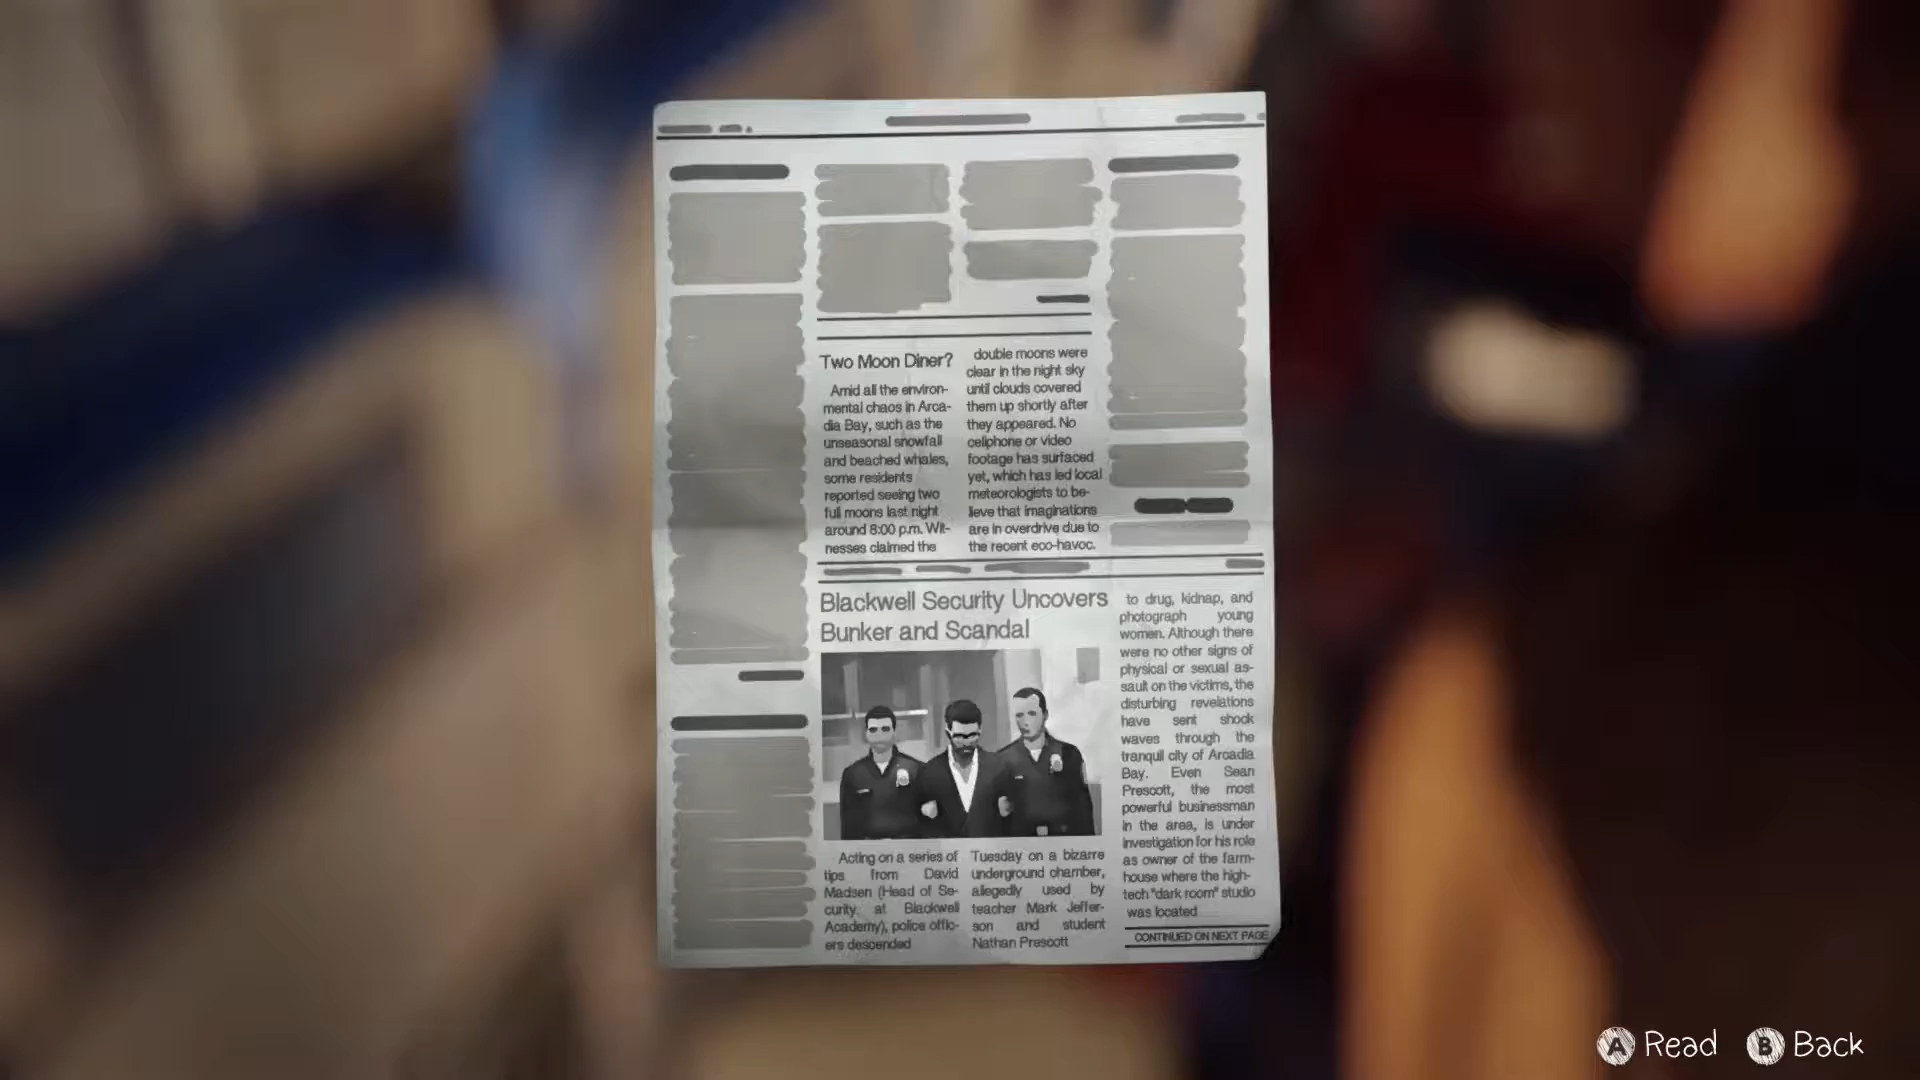 Two Moon Diner?
Amid all the environ-
mental chaos in Arca-
dia Bay, such as the
unseasonal snowfall
and beached whales,
some residents
reported seeing two
full moons last night
around 8:00 p.m. Wit-
nesses claimed the
double moons were
clear in the night sky
until clouds covered
them up shortly after
they appeared. No
cellphone or video
footage has surfaced
yet, which has led local
meteorologists to be-
lieve that imaginations
are in overdrive due to
the recent eco-havoc.
Blackwell Security Uncovers
Bunker and Scandal
Acting on a series of
tips from David
Madsen (Head of Se-
curity at Blackwell
Academy), police offic-
ers descended
Tuesday on a bizarre
underground chamber,
allegedly used by
teacher Mark Jeffer-
son and student
Nathan Prescott
to drug, kidnap, and
photograph young
women. Although there
were no other signs of
physical or sexual as-
sault on the victims, the
disturbing revelations
have sent shock
waves through the
tranquil city of Arcadia
Bay. Even Sean
Prescott, the most
powerful businessman
in the area, is under
investigation for his role
as owner of the farm-
house where the high-
tech "dark room" studio
was located
CONTINUED ON NEXT PAGE
A Read B Back